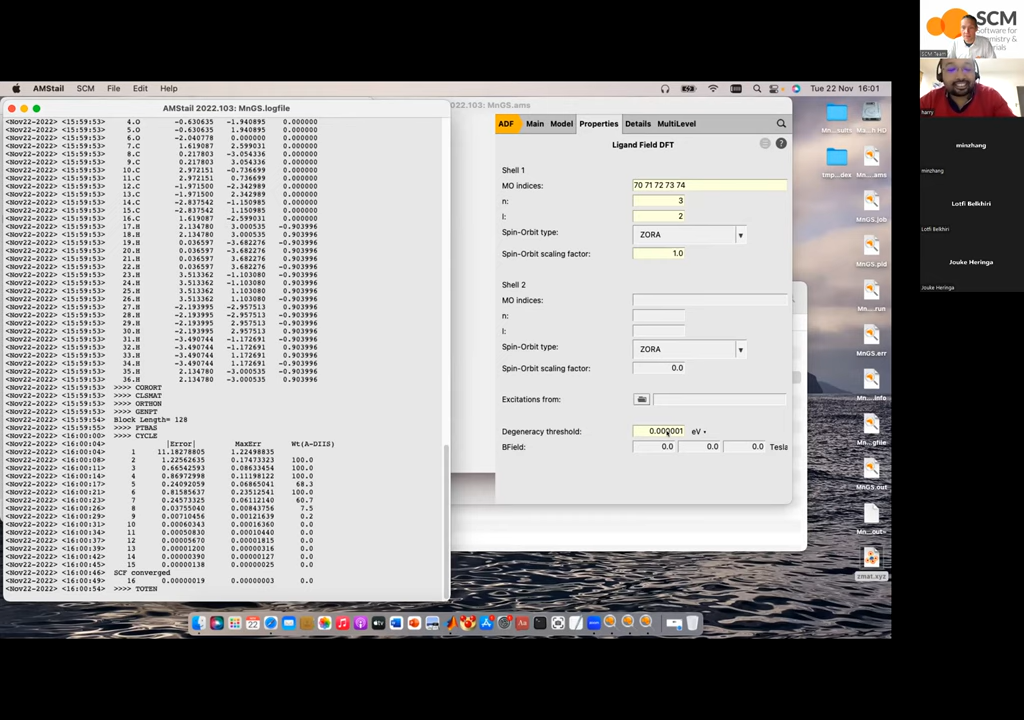 AMStail SCM File Edit Help
Tue 22 Nov 16:01
AMStail 2022.103: MnGS.logfile
022.103: MnGS.ams
<Nov22-2022> <15:59:53> 4.O -0.630635 -1.940895 0.000000
<Nov22-2022> <15:59:53> 5.O -0.630635 1.940895 0.000000
<Nov22-2022> <15:59:53> 6.O -2.040778 0.000000 0.000000
<Nov22-2022> <15:59:53> 7.C 1.619087 2.599031 0.000000
<Nov22-2022> <15:59:53> 8.C 0.217803 -3.054336 0.000000
<Nov22-2022> <15:59:53> 9.C 0.217803 3.054336 0.000000
<Nov22-2022> <15:59:53> 10.C 2.972151 -0.736699 0.000000
<Nov22-2022> <15:59:53> 11.C 2.972151 0.736699 0.000000
<Nov22-2022> <15:59:53> 12.C -1.971500 -2.342989 0.000000
<Nov22-2022> <15:59:53> 13.C -1.971500 2.342989 0.000000
<Nov22-2022> <15:59:53> 14.C -2.837542 -1.150985 0.000000
<Nov22-2022> <15:59:53> 15.C -2.837542 1.150985 0.000000
<Nov22-2022> <15:59:53> 16.C 1.619087 -2.599031 0.000000
<Nov22-2022> <15:59:53> 17.H 2.134780 3.000535 -0.903996
<Nov22-2022> <15:59:53> 18.H 2.134780 3.000535 0.903996
<Nov22-2022> <15:59:53> 19.H 0.036597 -3.682276 -0.903996
<Nov22-2022> <15:59:53> 20.H 0.036597 -3.682276 0.903996
<Nov22-2022> <15:59:53> 21.H 0.036597 3.682276 0.903996
<Nov22-2022> <15:59:53> 22.H 0.036597 3.682276 -0.903996
<Nov22-2022> <15:59:53> 23.H 3.513362 -1.103080 -0.903996
<Nov22-2022> <15:59:53> 24.H 3.513362 -1.103080 0.903996
<Nov22-2022> <15:59:53> 25.H 3.513362 1.103080 0.903996
<Nov22-2022> <15:59:53> 26.H 3.513362 1.103080 -0.903996
<Nov22-2022> <15:59:53> 27.H -2.193995 -2.957513 -0.903996
<Nov22-2022> <15:59:53> 28.H -2.193995 -2.957513 0.903996
<Nov22-2022> <15:59:53> 29.H -2.193995 2.957513 0.903996
<Nov22-2022> <15:59:53> 30.H -2.193995 2.957513 -0.903996
<Nov22-2022> <15:59:53> 31.H -3.490744 -1.172691 -0.903996
<Nov22-2022> <15:59:53> 32.H -3.490744 -1.172691 0.903996
<Nov22-2022> <15:59:53> 33.H -3.490744 1.172691 0.903996
<Nov22-2022> <15:59:53> 34.H -3.490744 1.172691 -0.903996
<Nov22-2022> <15:59:53> 35.H 2.134780 -3.000535 -0.903996
<Nov22-2022> <15:59:53> 36.H 2.134780 -3.000535 0.903996
<Nov22-2022> <15:59:53> >>>> CORORT
<Nov22-2022> <15:59:53> >>>> CLSMAT
<Nov22-2022> <15:59:53> >>>> ORTHON
<Nov22-2022> <15:59:53> >>>> GENPT
<Nov22-2022> <15:59:54> Block Length= 128
<Nov22-2022> <15:59:55> >>>> PTBAS
<Nov22-2022> <16:00:00> >>>> CYCLE
<Nov22-2022> <16:00:04> |Error| MaxErr Wt(A-DIIS)
<Nov22-2022> <16:00:04> 1 11.18278805 1.22498835
<Nov22-2022> <16:00:08> 2 1.22562635 0.17473323 100.0
<Nov22-2022> <16:00:11> 3 0.66542593 0.08633454 100.0
<Nov22-2022> <16:00:14> 4 0.86972998 0.11198122 100.0
<Nov22-2022> <16:00:17> 5 0.24092059 0.06865041 68.3
<Nov22-2022> <16:00:21> 6 0.81585637 0.23512541 100.0
<Nov22-2022> <16:00:23> 7 0.24573325 0.06112140 60.7
<Nov22-2022> <16:00:26> 8 0.03755040 0.00843756 7.5
<Nov22-2022> <16:00:29> 9 0.00710456 0.00121639 0.2
<Nov22-2022> <16:00:31> 10 0.00060343 0.00016360 0.0
<Nov22-2022> <16:00:34> 11 0.00050830 0.00010440 0.0
<Nov22-2022> <16:00:37> 12 0.00005670 0.00001815 0.0
<Nov22-2022> <16:00:39> 13 0.00001200 0.00000316 0.0
<Nov22-2022> <16:00:42> 14 0.00000390 0.00000127 0.0
<Nov22-2022> <16:00:45> 15 0.00000138 0.00000025 0.0
<Nov22-2022> <16:00:46> SCF converged
<Nov22-2022> <16:00:49> 16 0.00000019 0.00000003 0.0
<Nov22-2022> <16:00:54> >>>> TOTEN
ADF Main Model Properties Details MultiLevel
Ligand Field DFT
Shell 1
MO indices: 70 71 72 73 74
n: 3
l: 2
Spin-Orbit type: ZORA
Spin-Orbit scaling factor: 1.0
Shell 2
MO indices:
n:
l:
Spin-Orbit type: ZORA
Spin-Orbit scaling factor: 0.0
Excitations from:
Degeneracy threshold: 0.000001 eV
BField: 0.0 0.0 0.0 Tesla
Mn...sults
tmp...dex
Mn....ams
MnGS.job
MnGS.pid
Mn....run
MnGS.err
Mn....info
Mn...gfile
MnGS.out
Mn...out~
zmat.xyz
SCM
Software for
Chemistry &
Materials
SCM Team
harry
minzhang
minzhang
Lotfi Belkhiri
Lotfi Belkhiri
Jouke Heringa
Jouke Heringa